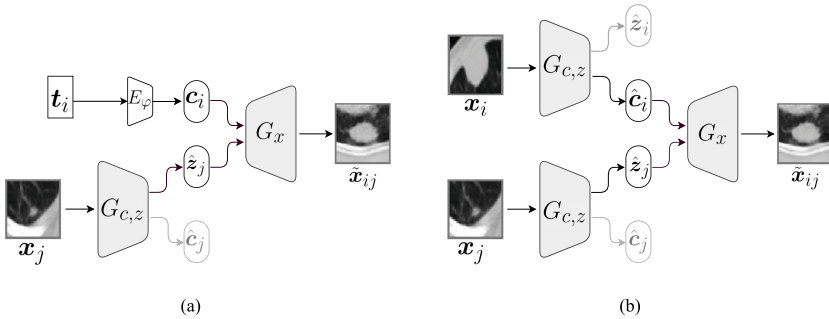 t_i
E_φ
c_i
G_x
x̃_ij
ẑ_j
G_c,z
x_j
ĉ_j
(a)
ẑ_i
G_c,z
x_i
ĉ_i
G_x
x̃_ij
ẑ_j
G_c,z
x_j
ĉ_j
(b)